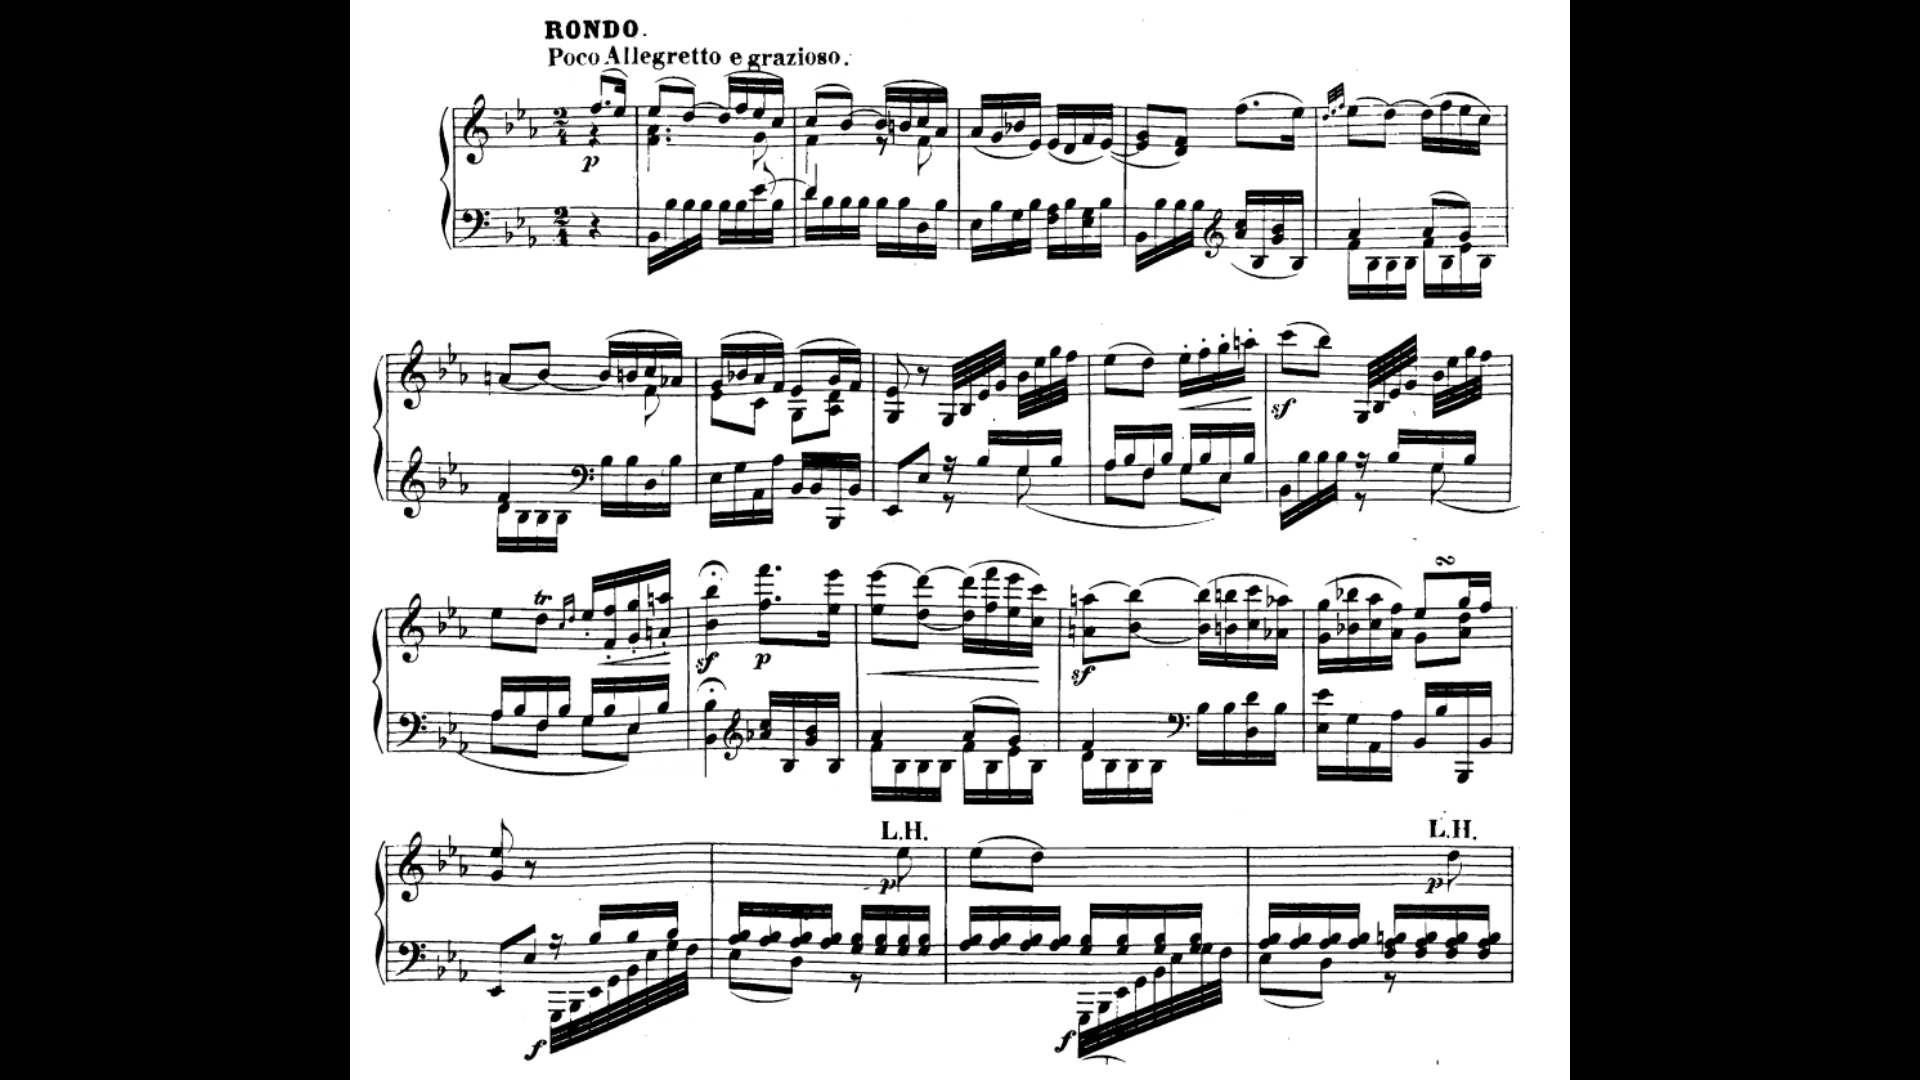 RONDO.
Poco Allegretto e grazioso.
p
sf
tr
sf
p
sf
L.H.
L.H.
p
p
f
f